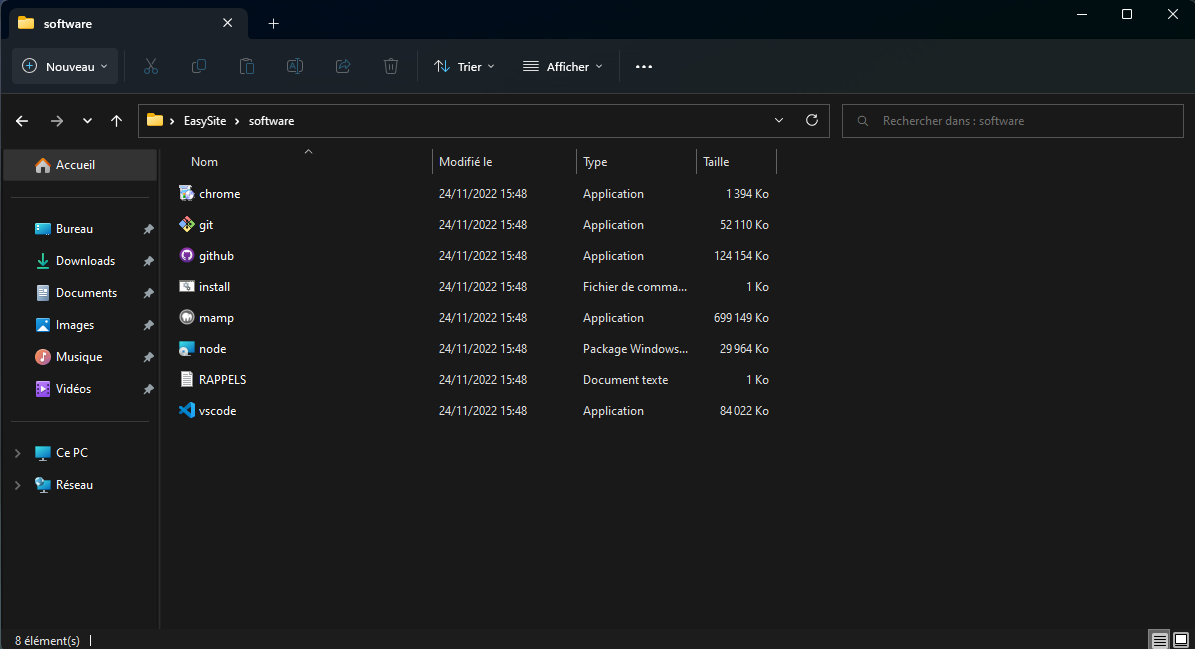 software
Nouveau
Trier
Afficher
EasySite
software
Rechercher dans : software
Accueil
Bureau
Downloads
Documents
Images
Musique
Vidéos
Ce PC
Réseau
Nom Modifié le Type Taille
chrome 24/11/2022 15:48 Application 1 394 Ko
git 24/11/2022 15:48 Application 52 110 Ko
github 24/11/2022 15:48 Application 124 154 Ko
install 24/11/2022 15:48 Fichier de comma... 1 Ko
mamp 24/11/2022 15:48 Application 699 149 Ko
node 24/11/2022 15:48 Package Windows... 29 964 Ko
RAPPELS 24/11/2022 15:48 Document texte 1 Ko
vscode 24/11/2022 15:48 Application 84 022 Ko
8 élément(s)